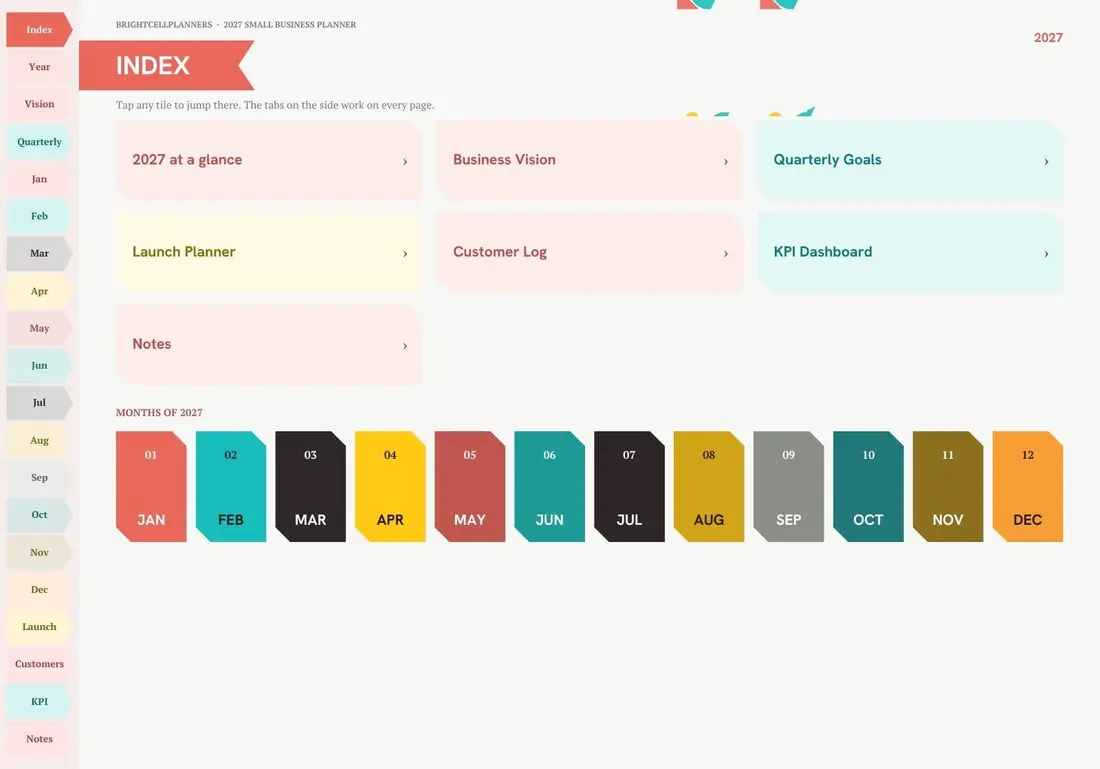 Index
Year
Vision
Quarterly
Jan
Feb
Mar
Apr
May
Jun
Jul
Aug
Sep
Oct
Nov
Dec
Launch
Customers
KPI
Notes
BRIGHTCELLPLANNERS · 2027 SMALL BUSINESS PLANNER
2027
INDEX
Tap any tile to jump there. The tabs on the side work on every page.
2027 at a glance ›
Business Vision ›
Quarterly Goals ›
Launch Planner ›
Customer Log ›
KPI Dashboard ›
Notes ›
MONTHS OF 2027
01 02 03 04 05 06 07 08 09 10 11 12
JAN FEB MAR APR MAY JUN JUL AUG SEP OCT NOV DEC